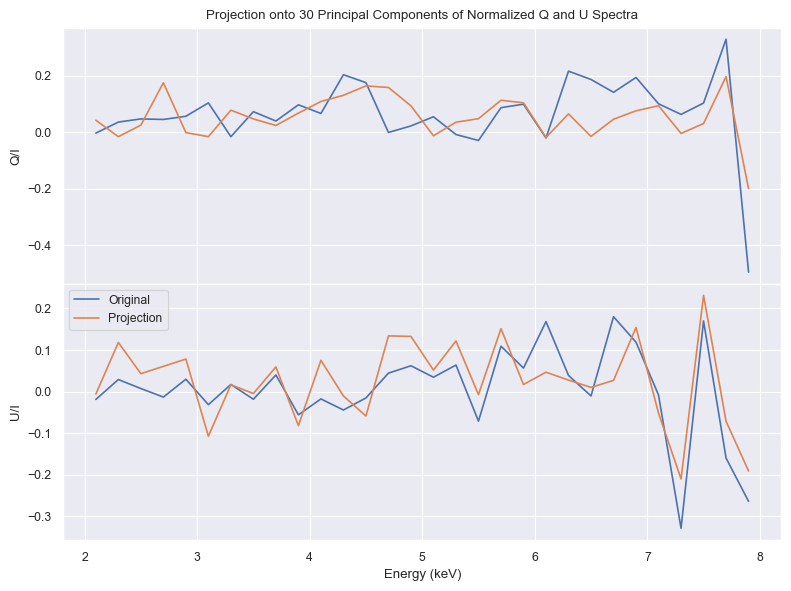 Projection onto 30 Principal Components of Normalized Q and U Spectra
0.2
0.0
−0.2
−0.4
Q/I
Original
Projection
0.2
0.1
0.0
−0.1
−0.2
−0.3
U/I
2 3 4 5 6 7 8
Energy (keV)